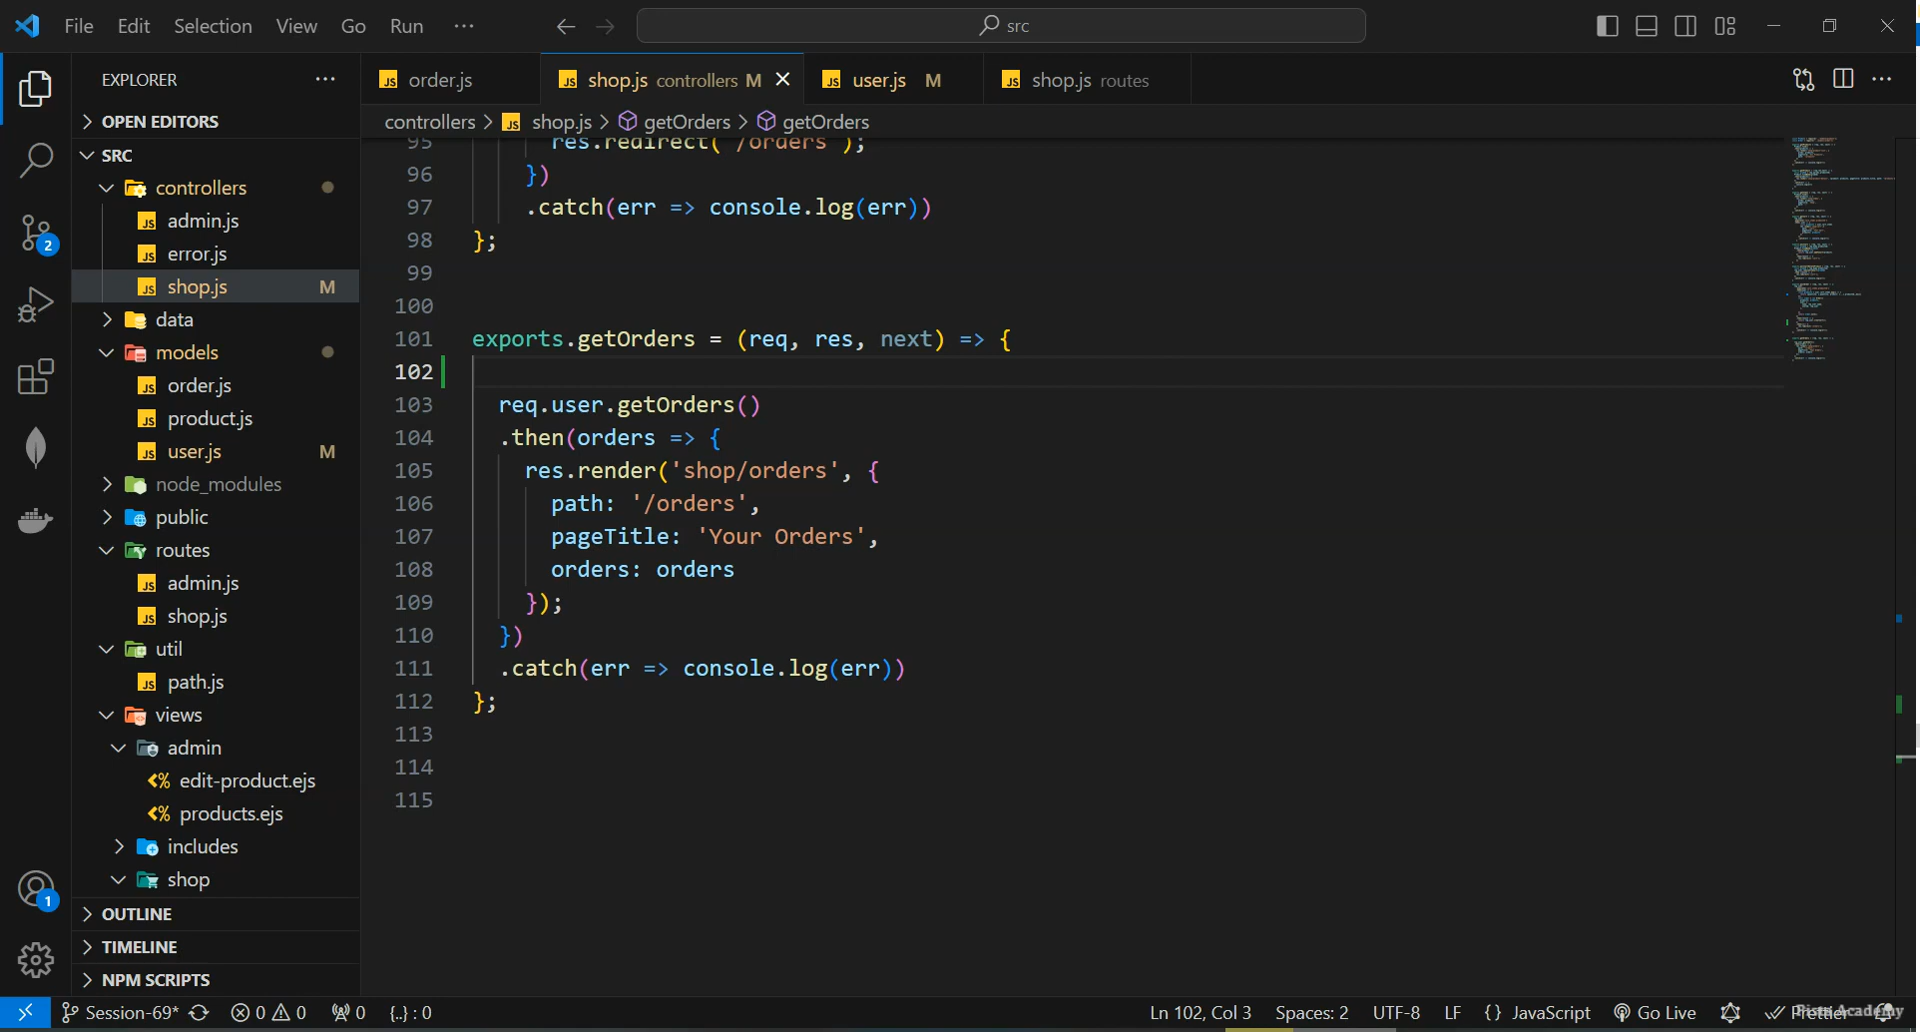 File Edit Selection View Go Run ··· src
EXPLORER ···
order.js
shop.js controllers M
user.js M
shop.js routes
OPEN EDITORS
controllers > shop.js > getOrders > getOrders
SRC
controllers
admin.js
error.js
shop.js M
data
models
order.js
product.js
user.js M
node_modules
public
routes
admin.js
shop.js
util
path.js
views
admin
edit-product.ejs
products.ejs
includes
shop
OUTLINE
TIMELINE
NPM SCRIPTS
2
1
95 res.redirect('/orders');
96 })
97 .catch(err => console.log(err))
98 };
99
100
101 exports.getOrders = (req, res, next) => {
102
103 req.user.getOrders()
104 .then(orders => {
105 res.render('shop/orders', {
106 path: '/orders',
107 pageTitle: 'Your Orders',
108 orders: orders
109 });
110 })
111 .catch(err => console.log(err))
112 };
113
114
115
Session-69* 0 0 0 {..} : 0 Ln 102, Col 3 Spaces: 2 UTF-8 LF {} JavaScript Go Live Prettier